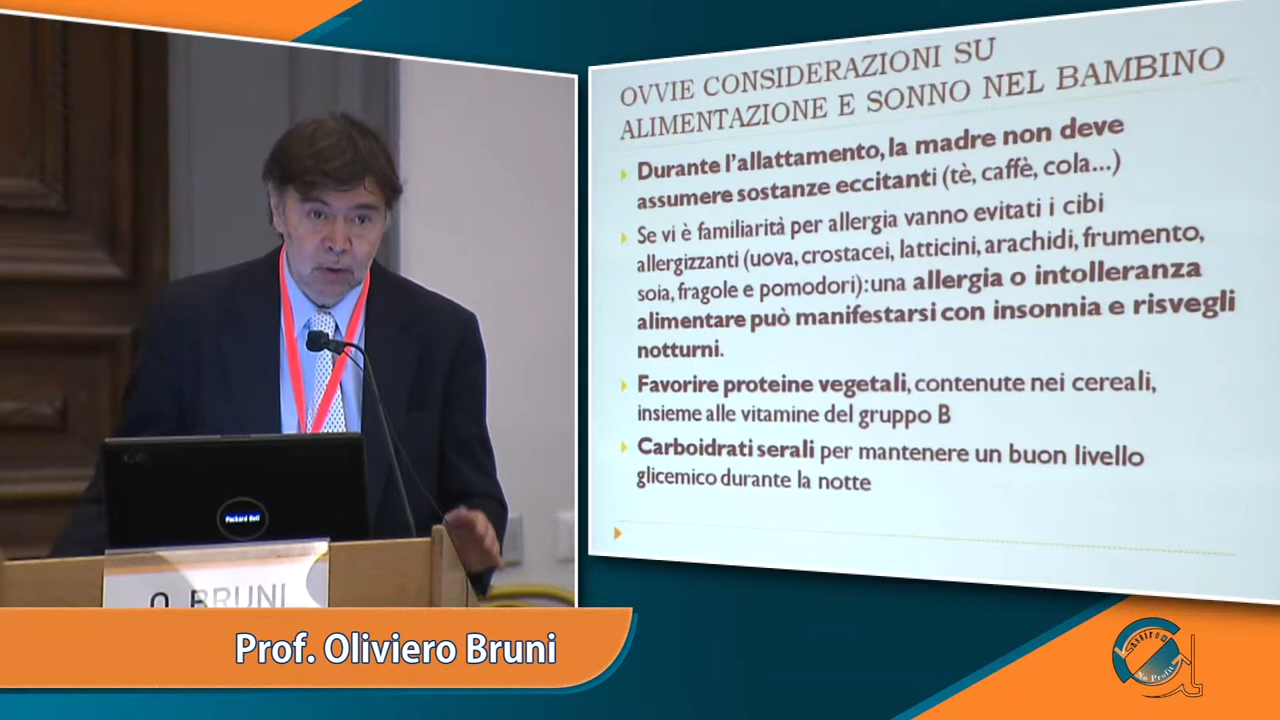 OVVIE CONSIDERAZIONI SU
ALIMENTAZIONE E SONNO NEL BAMBINO
Durante l'allattamento, la madre non deve
assumere sostanze eccitanti (tè, caffè, cola...)
Se vi è familiarità per allergia vanno evitati i cibi
allergizzanti (uova, crostacei, latticini, arachidi, frumento,
soia, fragole e pomodori): una allergia o intolleranza
alimentare può manifestarsi con insonnia e risvegli
notturni.
Favorire proteine vegetali, contenute nei cereali,
insieme alle vitamine del gruppo B
Carboidrati serali per mantenere un buon livello
glicemico durante la notte
Packard Bell
O. BRUNI
Prof. Oliviero Bruni
No Profit